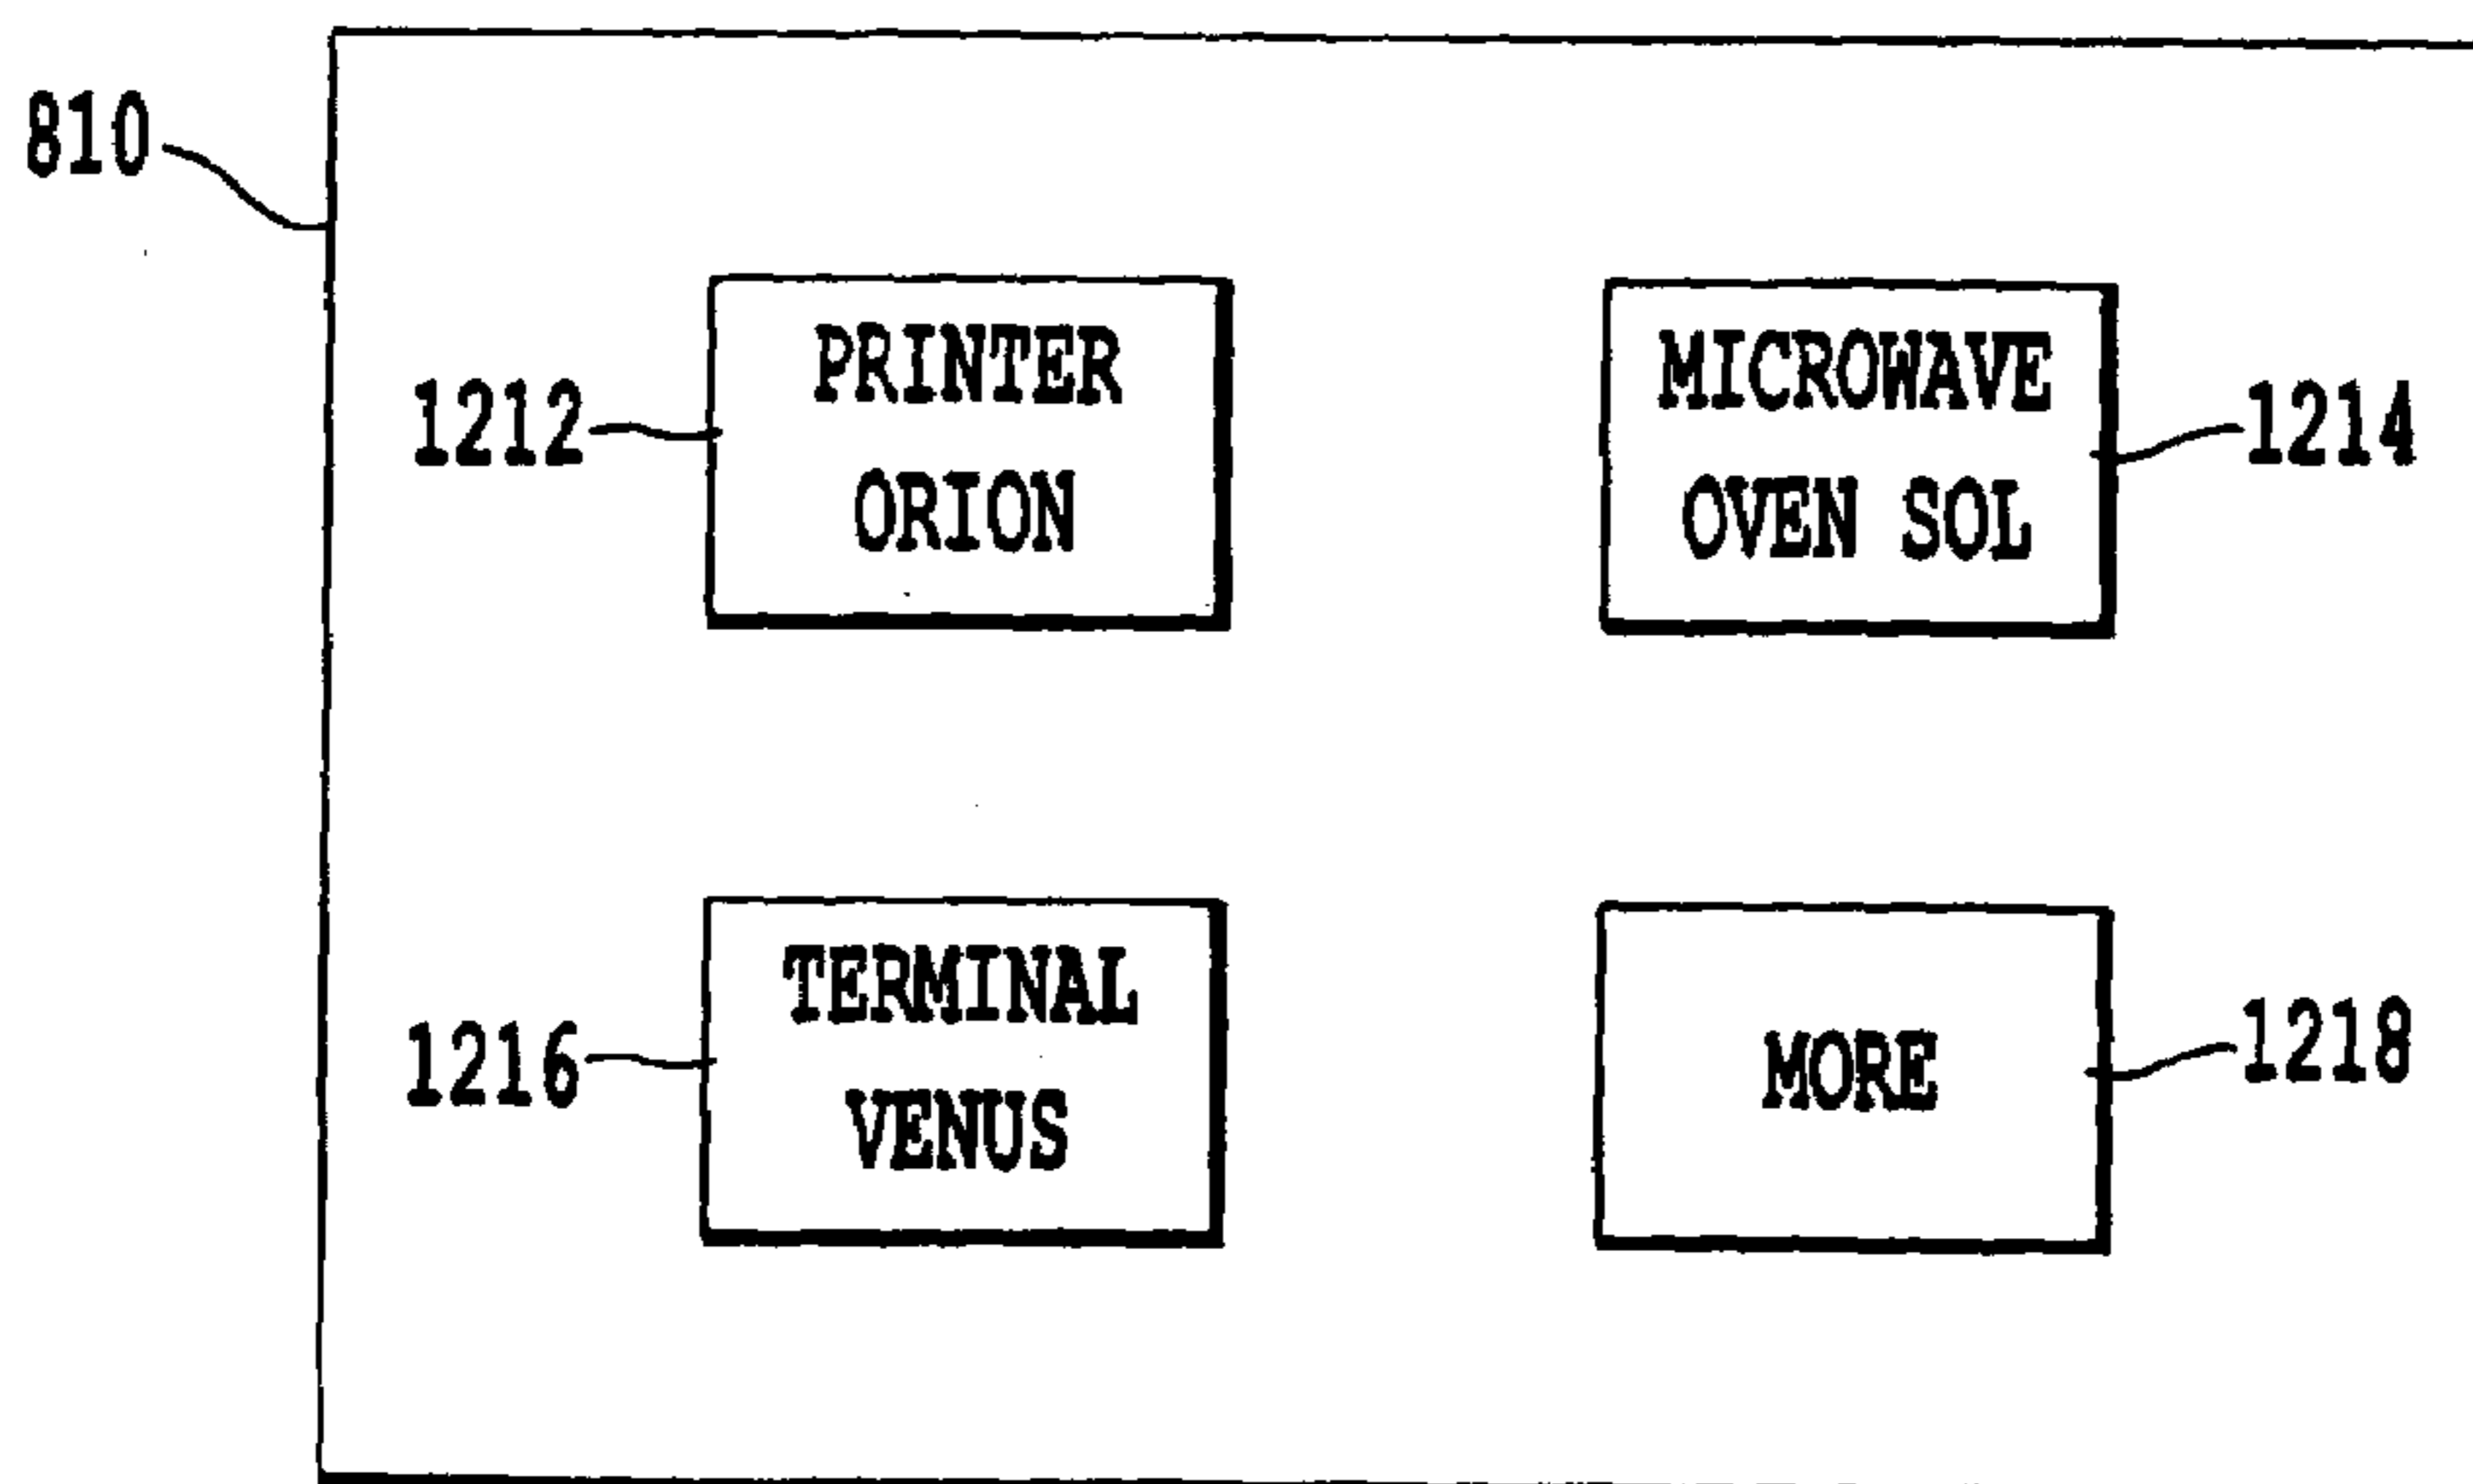 810
PRINTER
ORION
1212
MICROWAVE
OVEN SOL
1214
TERMINAL
VENUS
1216
MORE
1218